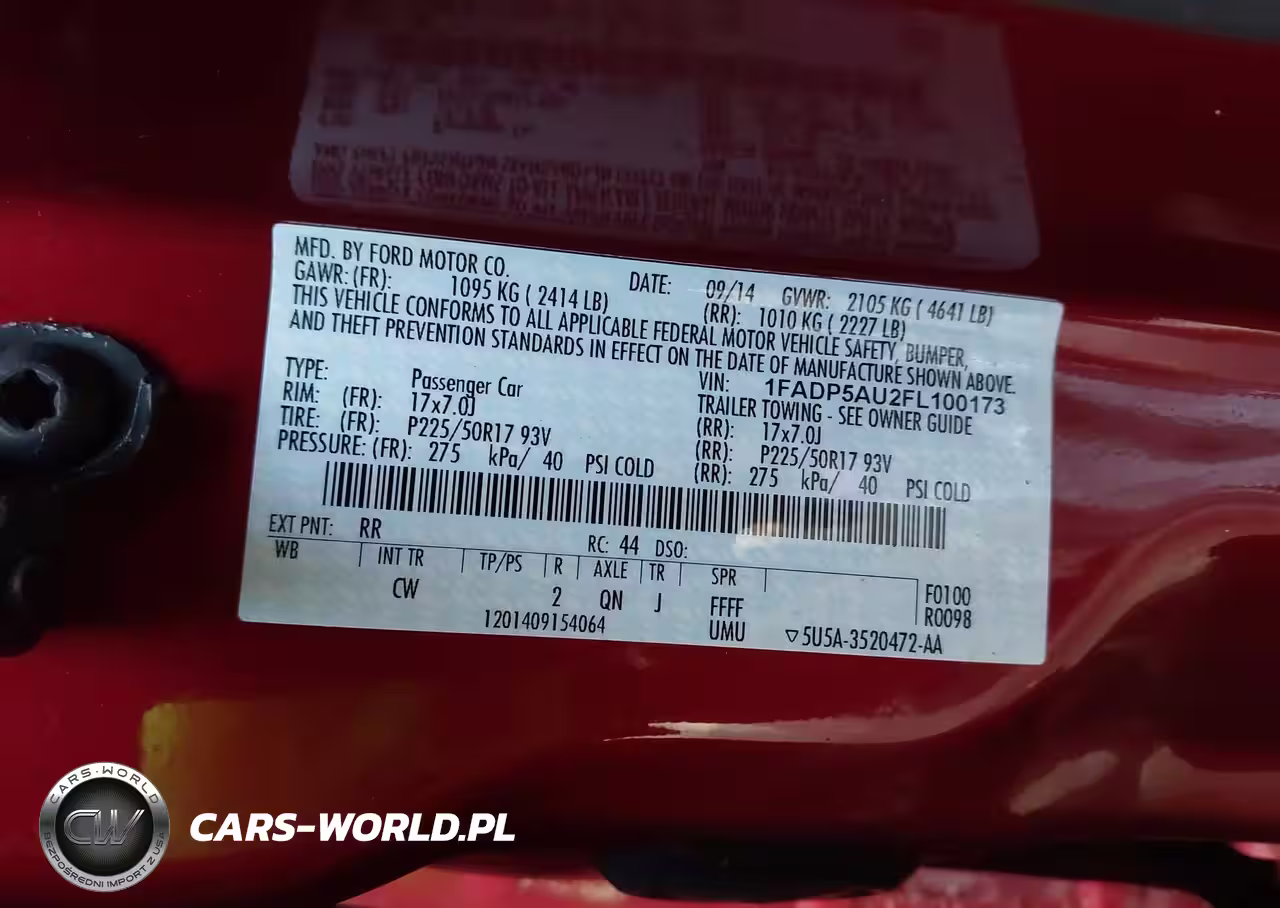 MFD. BY FORD MOTOR CO. DATE: 09/14 GVWR: 2105 KG ( 4641 LB)
GAWR: (FR): 1095 KG ( 2414 LB) (RR): 1010 KG ( 2227 LB)
THIS VEHICLE CONFORMS TO ALL APPLICABLE FEDERAL MOTOR VEHICLE SAFETY, BUMPER,
AND THEFT PREVENTION STANDARDS IN EFFECT ON THE DATE OF MANUFACTURE SHOWN ABOVE.
TYPE: Passenger Car VIN: 1FADP5AU2FL100173
TRAILER TOWING - SEE OWNER GUIDE
RIM: (FR): 17x7.0J (RR): 17x7.0J
TIRE: (FR): P225/50R17 93V (RR): P225/50R17 93V
PRESSURE: (FR): 275 kPa/ 40 PSI COLD (RR): 275 kPa/ 40 PSI COLD
EXT PNT: RR RC: 44 DSO:
WB INT TR TP/PS R AXLE TR SPR F0100
CW 2 QN J FFFF R0098
1201409154064 UMU ▽5U5A-3520472-AA
CARS-WORLD
CW
BEZPOŚREDNI IMPORT Z USA
CARS-WORLD.PL